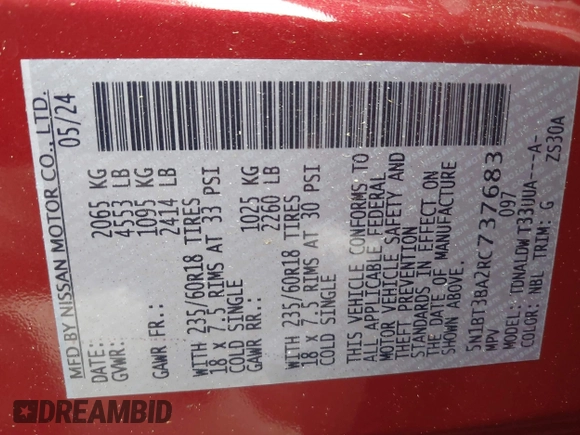 MFD BY NISSAN MOTOR CO., LTD.
DATE: 05/24
GVWR: 2065 KG
4553 LB
GAWR FR.: 1095 KG
2414 LB
WITH 235/60R18 TIRES
18 x 7.5 RIMS AT 33 PSI
COLD SINGLE
GAWR RR.: 1025 KG
2260 LB
WITH 235/60R18 TIRES
18 x 7.5 RIMS AT 30 PSI
COLD SINGLE
THIS VEHICLE CONFORMS TO
ALL APPLICABLE FEDERAL
MOTOR VEHICLE SAFETY AND
THEFT PREVENTION
STANDARDS IN EFFECT ON
THE DATE OF MANUFACTURE
SHOWN ABOVE.
5N1BT3BA2RC737683
MPV 097
MODEL: TDNALDW T33UUA---A-
COLOR: NBL TRIM: G ZS30A
DREAMBID